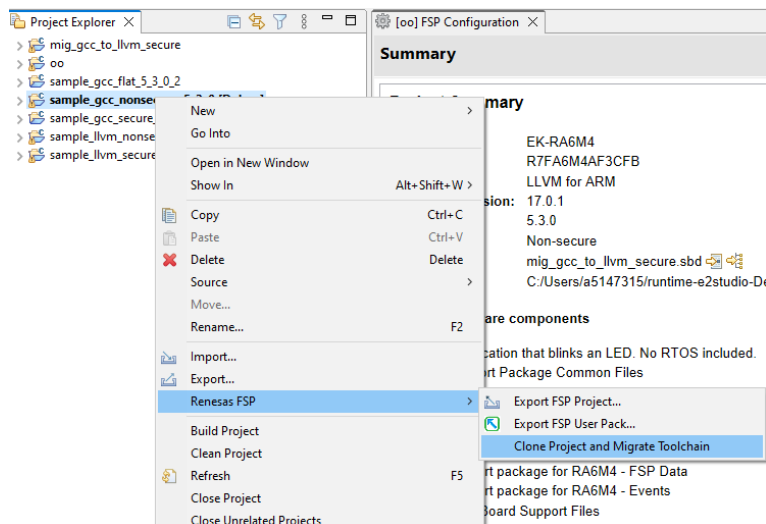 Project Explorer
mig_gcc_to_llvm_secure
oo
sample_gcc_flat_5_3_0_2
sample_gcc_nonsec
sample_gcc_secure_
sample_llvm_nonse
sample_llvm_secure
New
Go Into
Open in New Window
Show In Alt+Shift+W
Copy Ctrl+C
Paste Ctrl+V
Delete Delete
Source
Move...
Rename... F2
Import...
Export...
Renesas FSP
Build Project
Clean Project
Refresh F5
Close Project
Close Unrelated Projects
Export FSP Project...
Export FSP User Pack...
Clone Project and Migrate Toolchain
[oo] FSP Configuration
Summary
mary
EK-RA6M4
R7FA6M4AF3CFB
LLVM for ARM
sion: 17.0.1
5.3.0
Non-secure
mig_gcc_to_llvm_secure.sbd
C:/Users/a5147315/runtime-e2studio-De
are components
cation that blinks an LED. No RTOS included.
rt Package Common Files
rt package for RA6M4 - FSP Data
rt package for RA6M4 - Events
Board Support Files